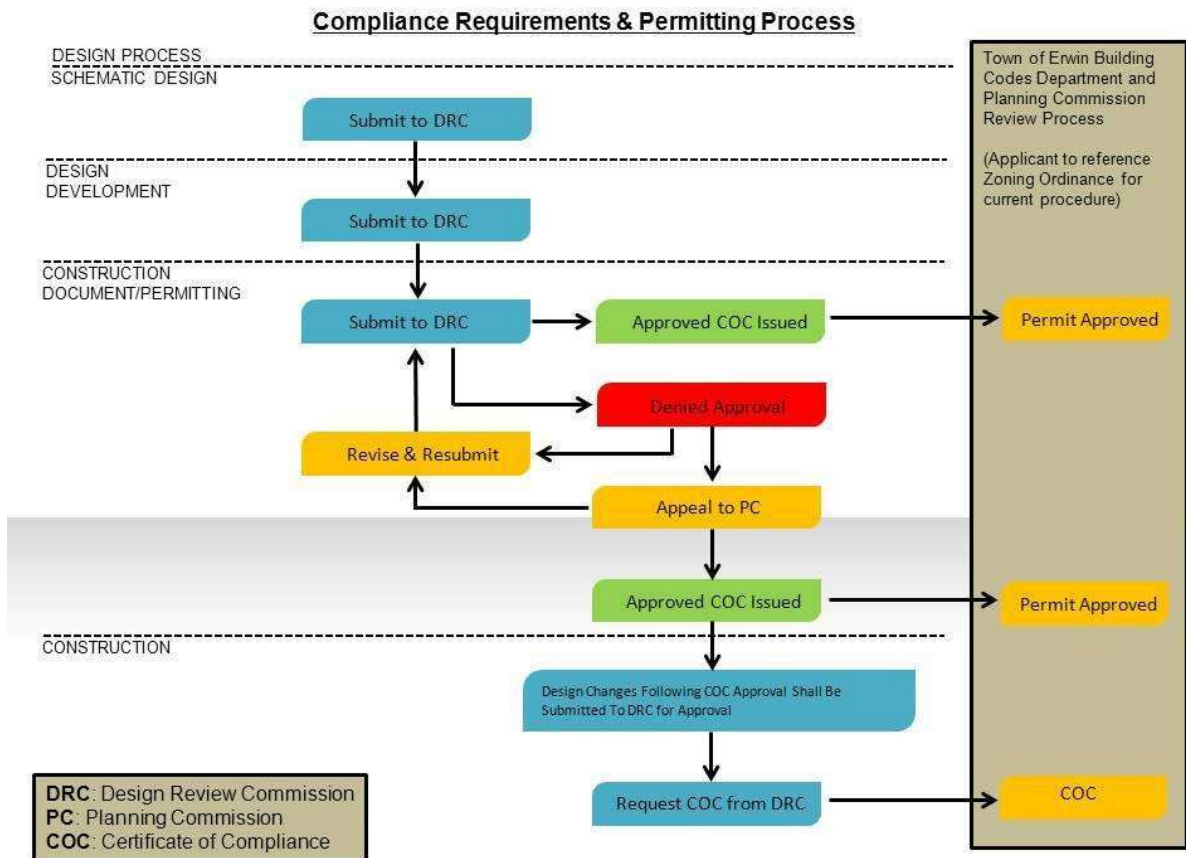 Compliance Requirements & Permitting Process
DESIGN PROCESS
SCHEMATIC DESIGN
Submit to DRC
DESIGN
DEVELOPMENT
Submit to DRC
CONSTRUCTION
DOCUMENT/PERMITTING
Submit to DRC
Approved COC Issued
Permit Approved
Denied Approval
Revise & Resubmit
Appeal to PC
Approved COC Issued
Permit Approved
CONSTRUCTION
Design Changes Following COC Approval Shall Be
Submitted To DRC for Approval
Request COC from DRC
COC
Town of Erwin Building
Codes Department and
Planning Commission
Review Process
(Applicant to reference
Zoning Ordinance for
current procedure)
DRC: Design Review Commission
PC: Planning Commission
COC: Certificate of Compliance